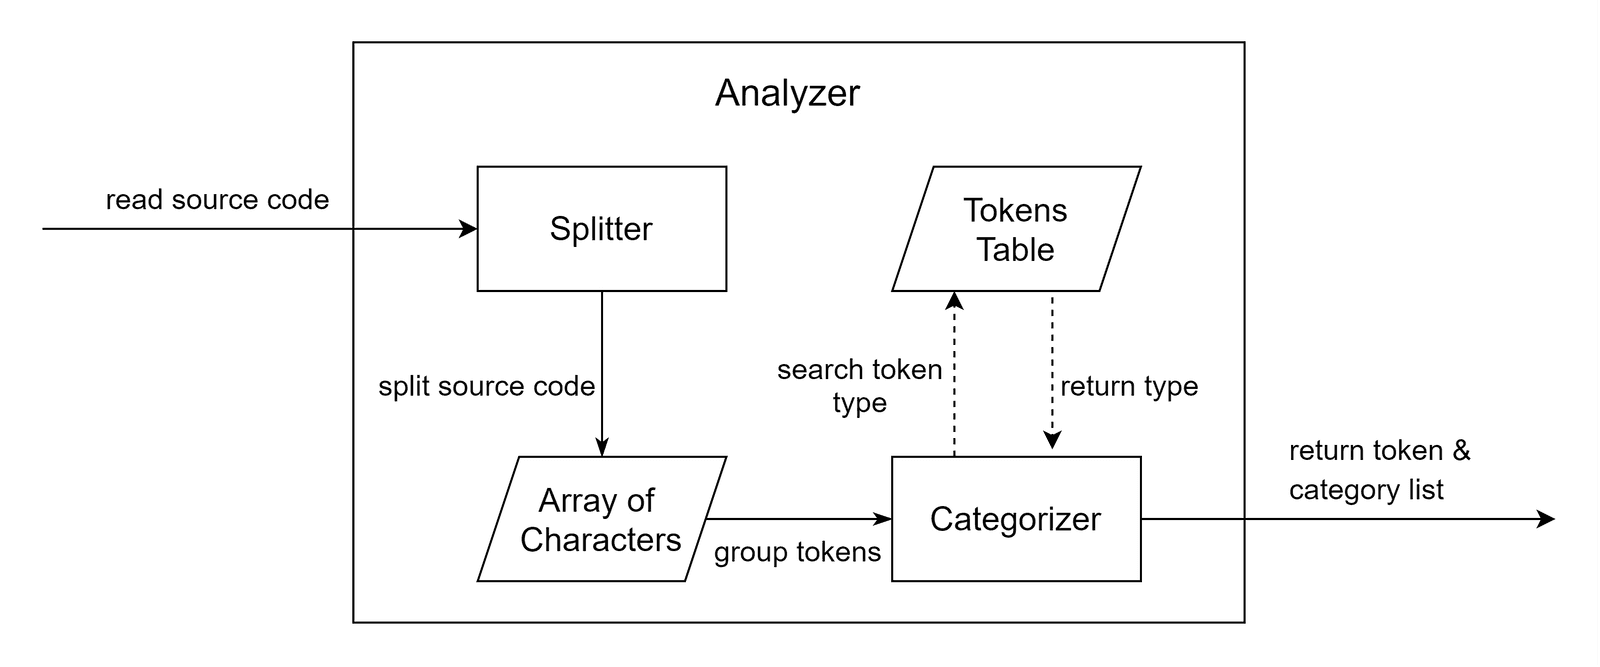 Analyzer
read source code
Splitter
Tokens
Table
split source code
search token
type
return type
Array of
Characters
group tokens
Categorizer
return token &
category list